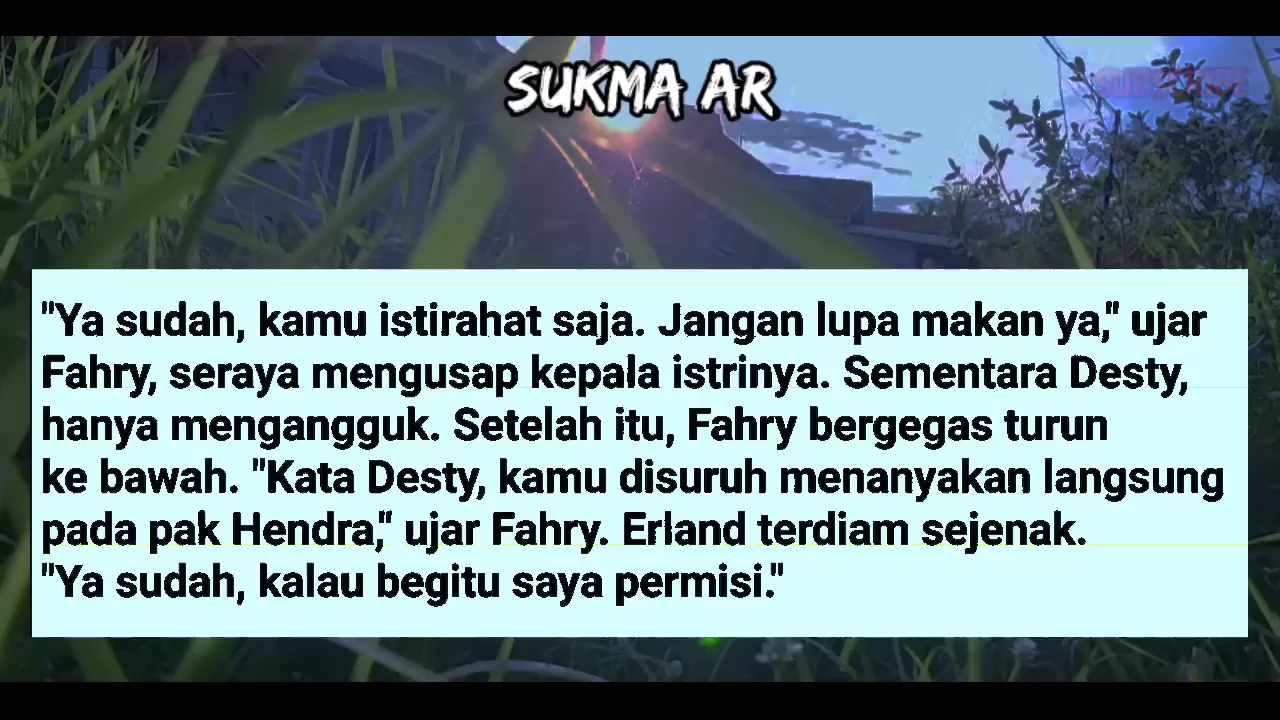 SUKMA AR
SUBSCRIBE
"Ya sudah, kamu istirahat saja. Jangan lupa makan ya," ujar
Fahry, seraya mengusap kepala istrinya. Sementara Desty,
hanya mengangguk. Setelah itu, Fahry bergegas turun
ke bawah. "Kata Desty, kamu disuruh menanyakan langsung
pada pak Hendra," ujar Fahry. Erland terdiam sejenak.
"Ya sudah, kalau begitu saya permisi."